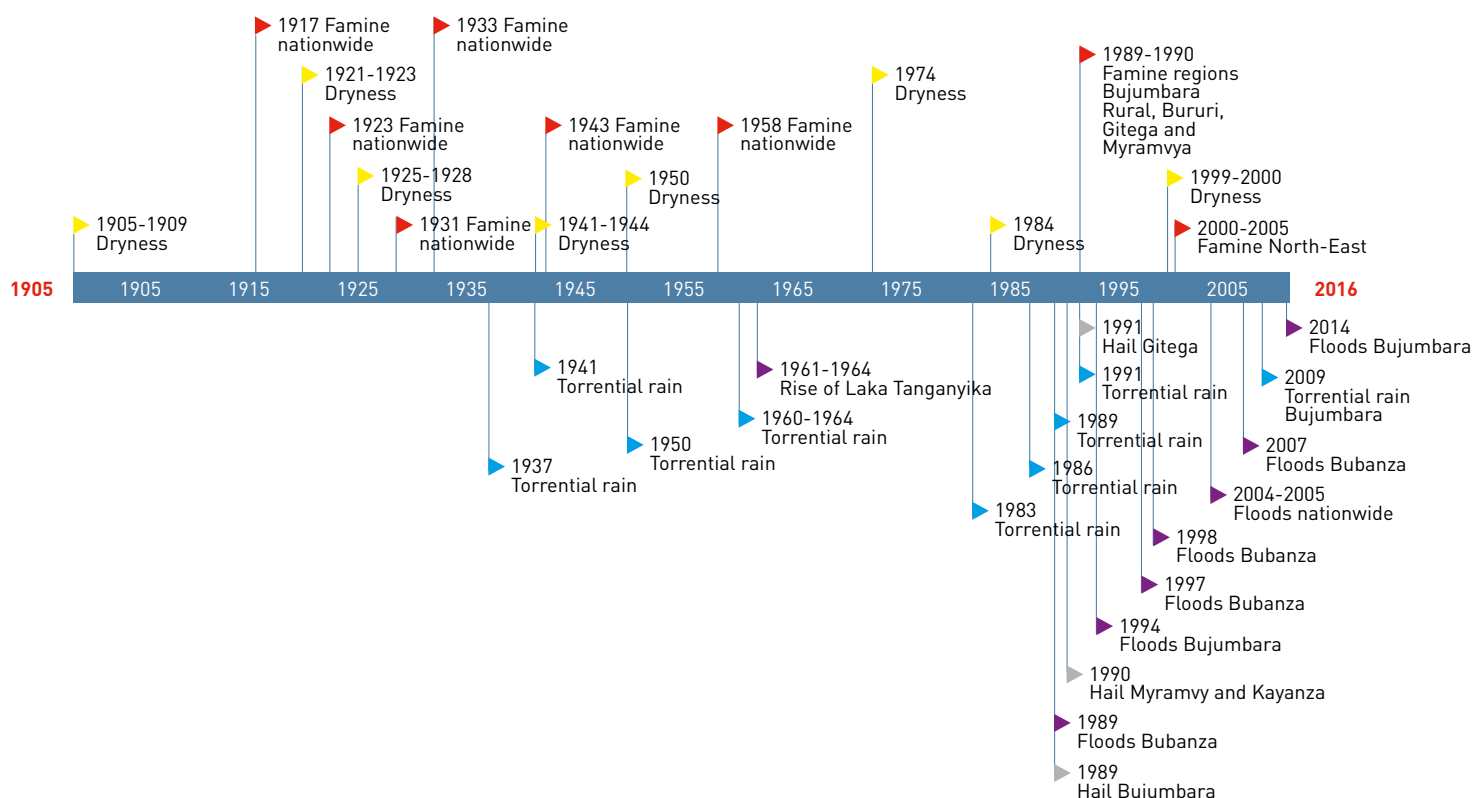 1917 Famine
nationwide
1933 Famine
nationwide
1921-1923
Dryness
1974
Dryness
1989-1990
Famine regions
Bujumbara
Rural, Bururi,
Gitega and
Myramvya
1923 Famine
nationwide
1943 Famine
nationwide
1958 Famine
nationwide
1925-1928
Dryness
1950
Dryness
1999-2000
Dryness
1905-1909
Dryness
1931 Famine
nationwide
1941-1944
Dryness
1984
Dryness
2000-2005
Famine North-East
1905 1905 1915 1925 1935 1945 1955 1965 1975 1985 1995 2005 2016
1991
Hail Gitega
2014
Floods Bujumbara
1941
Torrential rain
1961-1964
Rise of Laka Tanganyika
1991
Torrential rain
2009
Torrential rain
Bujumbara
1960-1964
Torrential rain
1989
Torrential rain
1950
Torrential rain
2007
Floods Bubanza
1937
Torrential rain
1986
Torrential rain
2004-2005
Floods nationwide
1983
Torrential rain
1998
Floods Bubanza
1997
Floods Bubanza
1994
Floods Bujumbara
1990
Hail Myramvy and Kayanza
1989
Floods Bubanza
1989
Hail Bujumbara